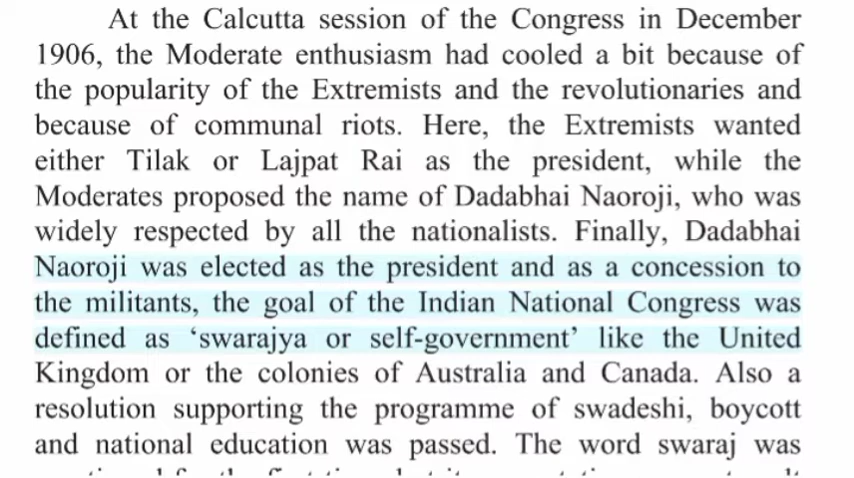 At the Calcutta session of the Congress in December
1906, the Moderate enthusiasm had cooled a bit because of
the popularity of the Extremists and the revolutionaries and
because of communal riots. Here, the Extremists wanted
either Tilak or Lajpat Rai as the president, while the
Moderates proposed the name of Dadabhai Naoroji, who was
widely respected by all the nationalists. Finally, Dadabhai
Naoroji was elected as the president and as a concession to
the militants, the goal of the Indian National Congress was
defined as ‘swarajya or self-government’ like the United
Kingdom or the colonies of Australia and Canada. Also a
resolution supporting the programme of swadeshi, boycott
and national education was passed. The word swaraj was